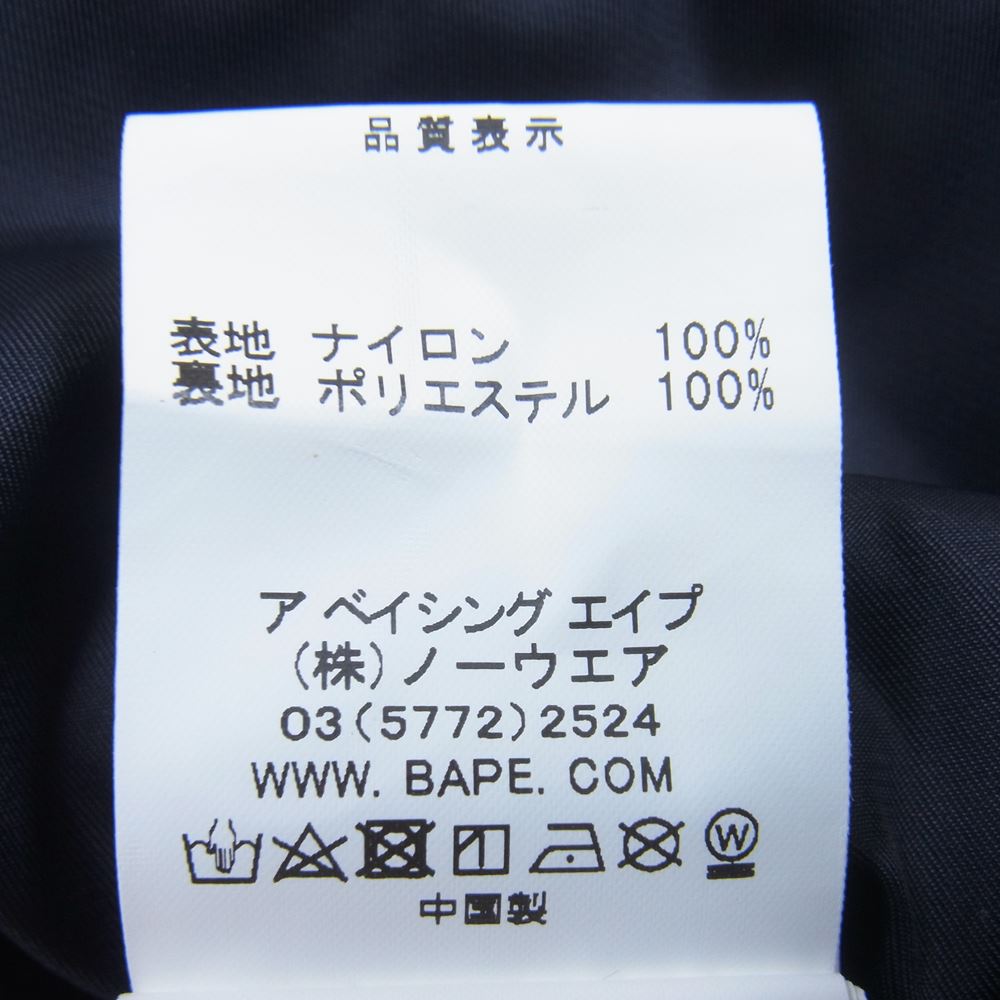 品質表示
表地 ナイロン 100%
裏地 ポリエステル 100%
ア ベイシング エイプ
(株)ノーウエア
03(5772)2524
WWW. BAPE. COM
W
中国製